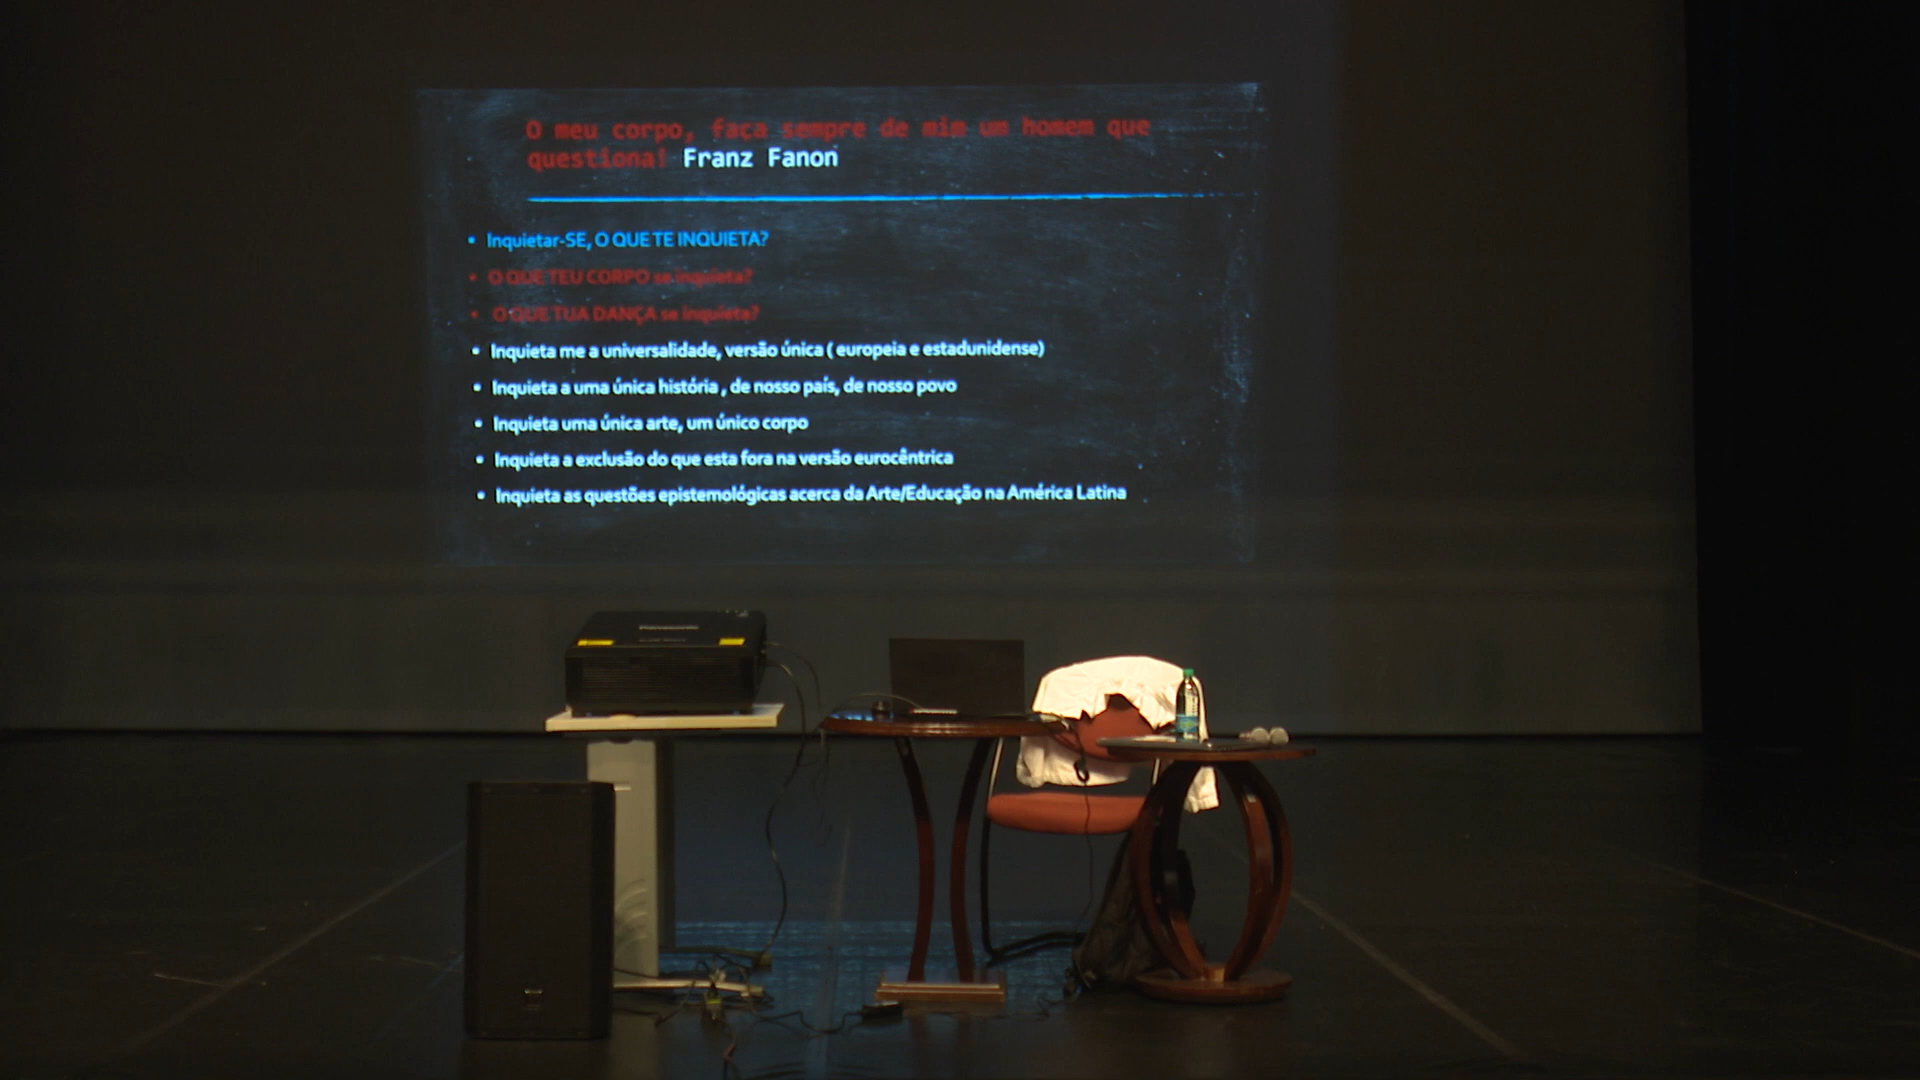 O meu corpo, faça sempre de mim um homem que
questiona! Franz Fanon
• Inquietar-SE, O QUE TE INQUIETA?
• O QUE TEU CORPO se inquieta?
• O QUE TUA DANÇA se inquieta?
• Inquieta me a universalidade, versão única ( europeia e estadunidense)
• Inquieta a uma única história , de nosso país, de nosso povo
• Inquieta uma única arte, um único corpo
• Inquieta a exclusão do que esta fora na versão eurocêntrica
• Inquieta as questões epistemológicas acerca da Arte/Educação na América Latina
Panasonic